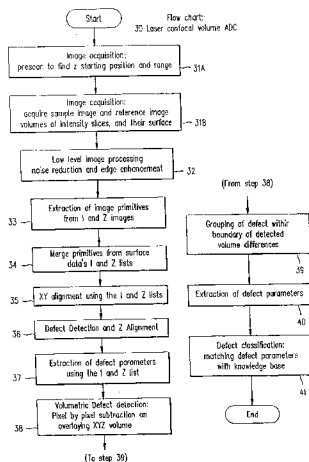 Start
Flow chart:
3D Laser confocal volume ADC
Image acquisition:
prescan to find z starting position and range
31A
Image acquisition:
acquire sample image and reference image
volumes of intensity slices, and their surface
31B
Low level image processing
noise reduction and edge enhancement
32
Extraction of image primitives
from I and Z images
33
Merge primitives from surface
data's I and Z lists
34
XY alignment using the I and Z lists
35
Defect Detection and Z Alignment
36
Extraction of defect parameters
using the I and Z list
37
Volumetric Defect detection:
Pixel by pixel subtraction on
overlaying XYZ volume
38
(To step 39)
(From step 38)
Grouping of defect within
boundary of detected
volume differences
39
Extraction of defect parameters
40
Defect classification:
matching defect parameters
with knowledge base
41
End